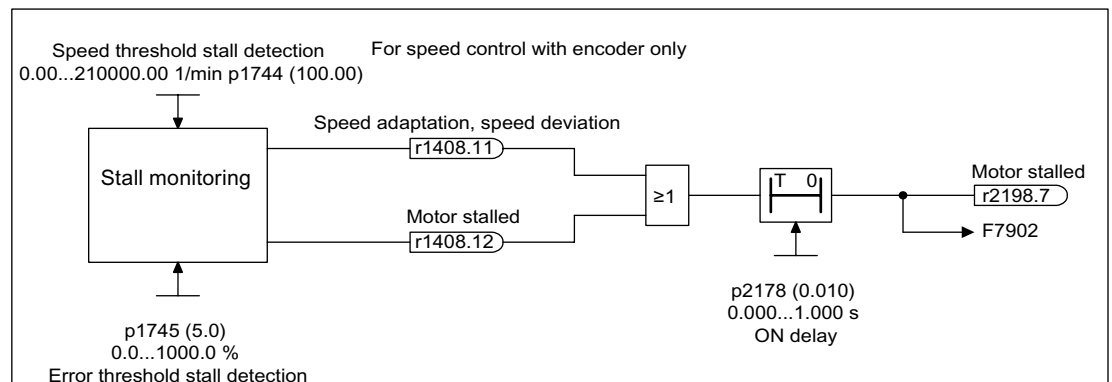 Speed threshold stall detection
0.00...210000.00 1/min p1744 (100.00)
For speed control with encoder only
Stall monitoring
Speed adaptation, speed deviation
r1408.11
Motor stalled
r1408.12
≥1
T 0
p2178 (0.010)
0.000...1.000 s
ON delay
Motor stalled
r2198.7
F7902
p1745 (5.0)
0.0...1000.0 %
Error threshold stall detection